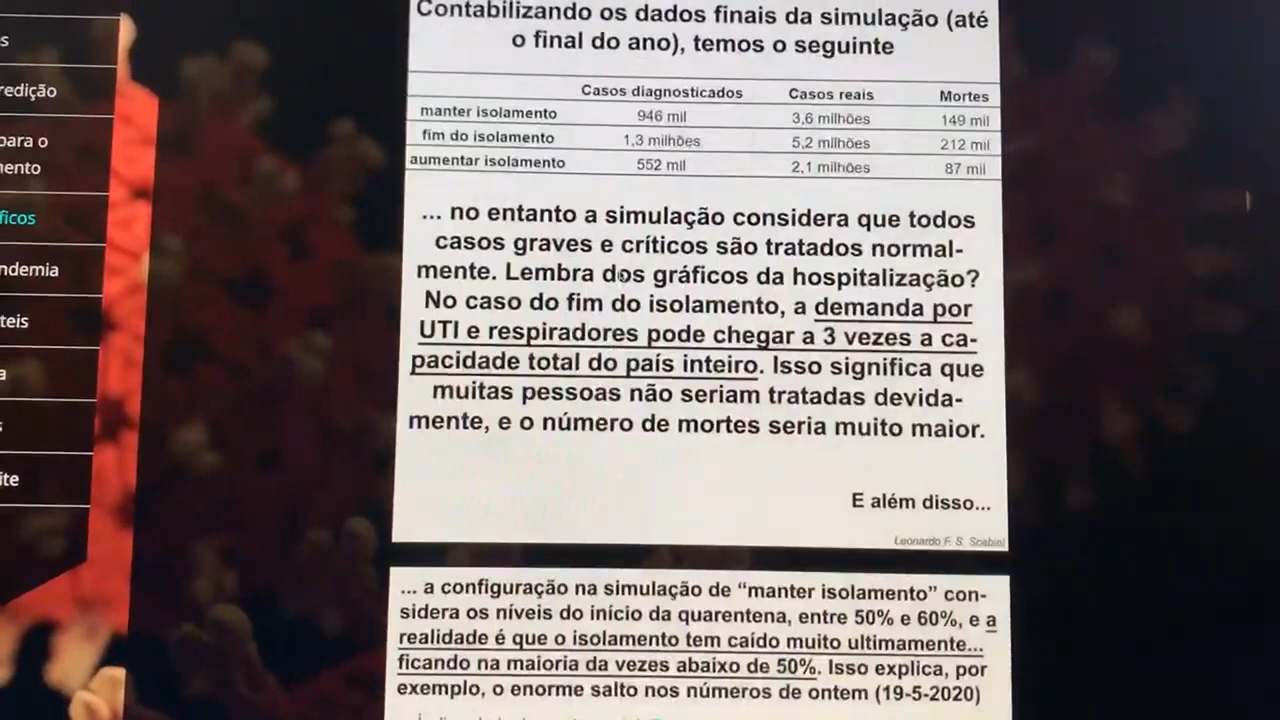 s
redição
para o
mento
ficos
ndemia
teis
a
s
ite
Contabilizando os dados finais da simulação (até
o final do ano), temos o seguinte
Casos diagnosticados Casos reais Mortes
manter isolamento 946 mil 3,6 milhões 149 mil
fim do isolamento 1,3 milhões 5,2 milhões 212 mil
aumentar isolamento 552 mil 2,1 milhões 87 mil
... no entanto a simulação considera que todos
casos graves e críticos são tratados normal-
mente. Lembra dos gráficos da hospitalização?
No caso do fim do isolamento, a demanda por
UTI e respiradores pode chegar a 3 vezes a ca-
pacidade total do país inteiro. Isso significa que
muitas pessoas não seriam tratadas devida-
mente, e o número de mortes seria muito maior.
E além disso...
Leonardo F. S. Scabini
... a configuração na simulação de “manter isolamento” con-
sidera os níveis do início da quarentena, entre 50% e 60%, e a
realidade é que o isolamento tem caído muito ultimamente...
ficando na maioria da vezes abaixo de 50%. Isso explica, por
exemplo, o enorme salto nos números de ontem (19-5-2020)